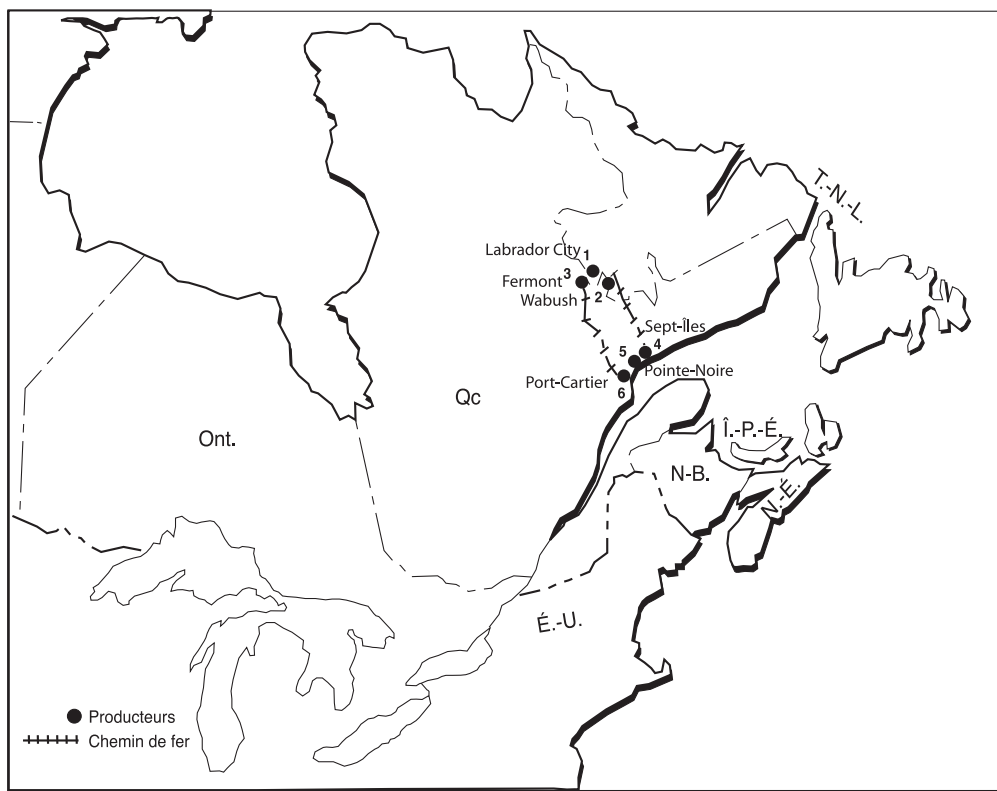 T.-N.-L.
Labrador City 1
Fermont 3
Wabush 2
Sept-Îles
4
5
Pointe-Noire
Port-Cartier
6
Qc
Ont.
Î.-P.-É.
N-B.
N.-É.
É.-U.
Producteurs
Chemin de fer